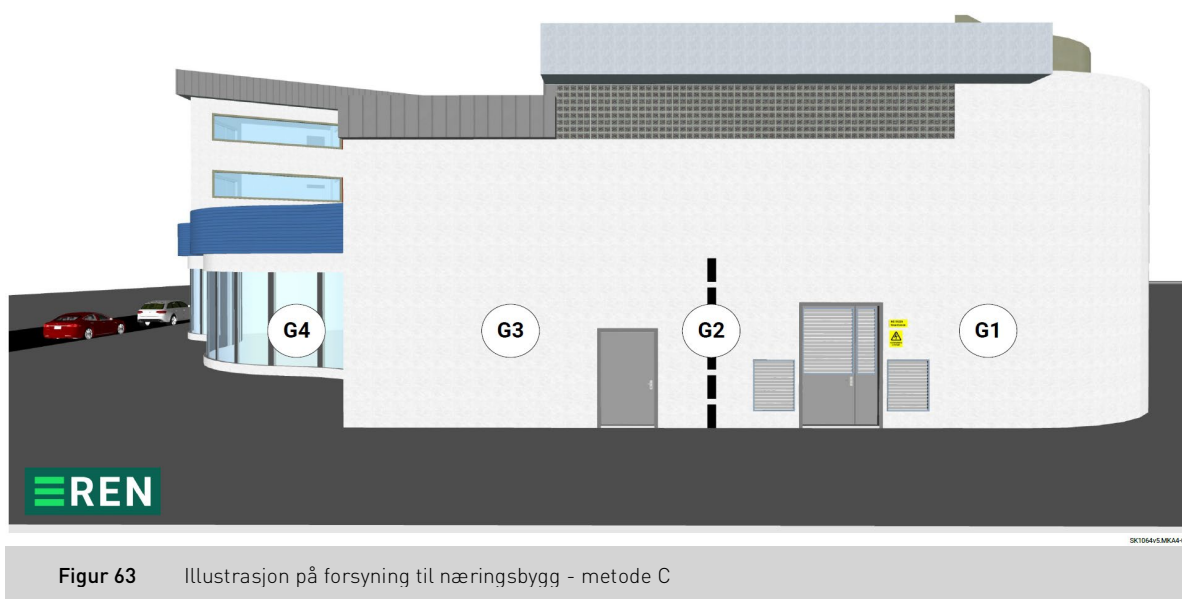 G4
G3
G2
G1
REN
SK1064v5.MKA4-
Figur 63 Illustrasjon på forsyning til næringsbygg - metode C